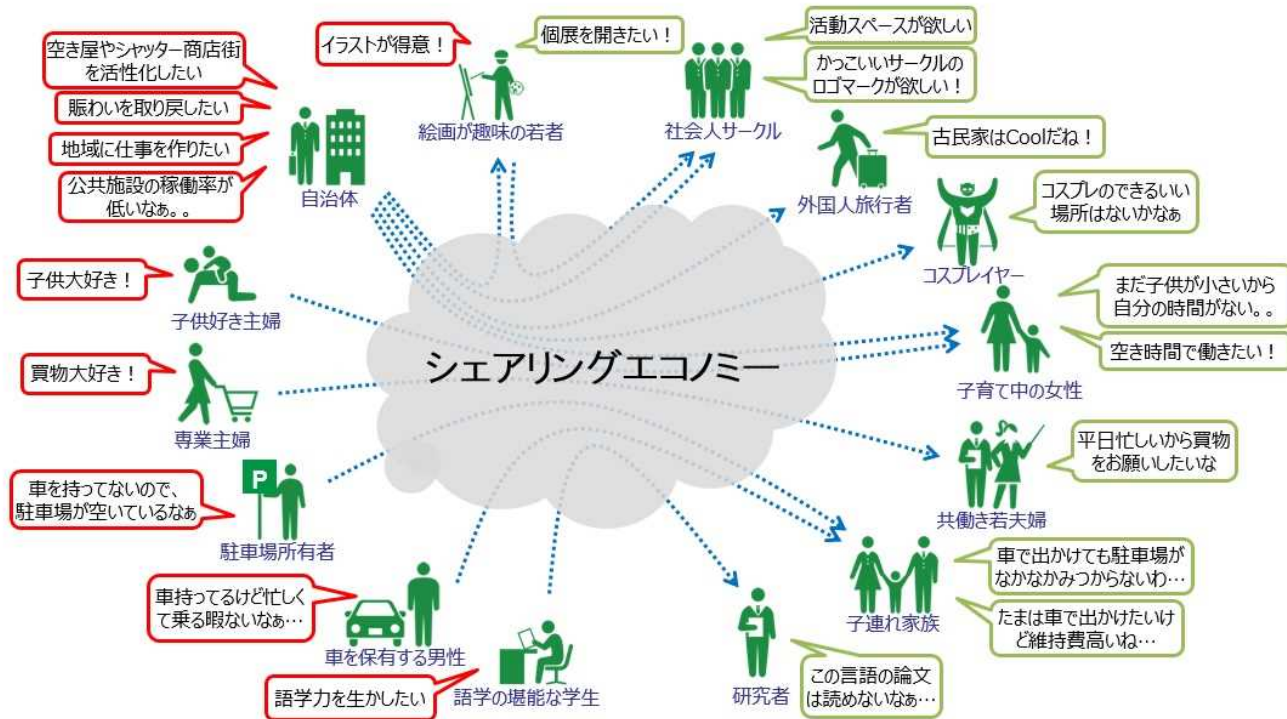 空き屋やシャッター商店街
を活性化したい
賑わいを取り戻したい
地域に仕事を作りたい
公共施設の稼働率が
低いなぁ。。
自治体
イラストが得意！
個展を開きたい！
絵画が趣味の若者
活動スペースが欲しい
かっこいいサークルの
ロゴマークが欲しい！
社会人サークル
古民家はCoolだね！
外国人旅行者
コスプレのできるいい
場所はないかなぁ
コスプレイヤー
子供大好き！
子供好き主婦
まだ子供が小さいから
自分の時間がない。。
空き時間で働きたい！
子育て中の女性
シェアリングエコノミー
買物大好き！
専業主婦
平日忙しいから買物
をお願いしたいな
共働き若夫婦
車を持ってないので、
駐車場が空いているなぁ
P
駐車場所有者
車で出かけても駐車場が
なかなかみつからないわ…
たまは車で出かけたいけ
ど維持費高いね…
子連れ家族
車持ってるけど忙しく
て乗る暇ないなぁ…
車を保有する男性
語学力を生かしたい
語学の堪能な学生
研究者
この言語の論文
は読めないなぁ…